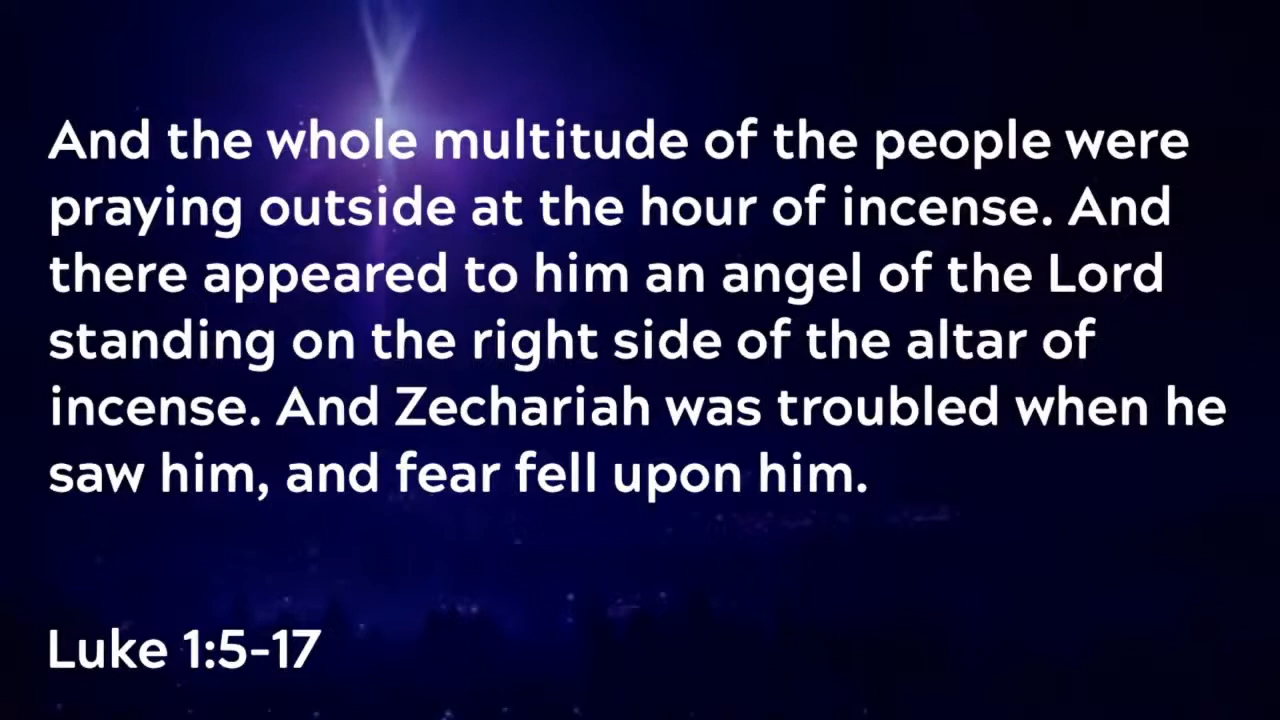 And the whole multitude of the people were
praying outside at the hour of incense. And
there appeared to him an angel of the Lord
standing on the right side of the altar of
incense. And Zechariah was troubled when he
saw him, and fear fell upon him.
Luke 1:5-17